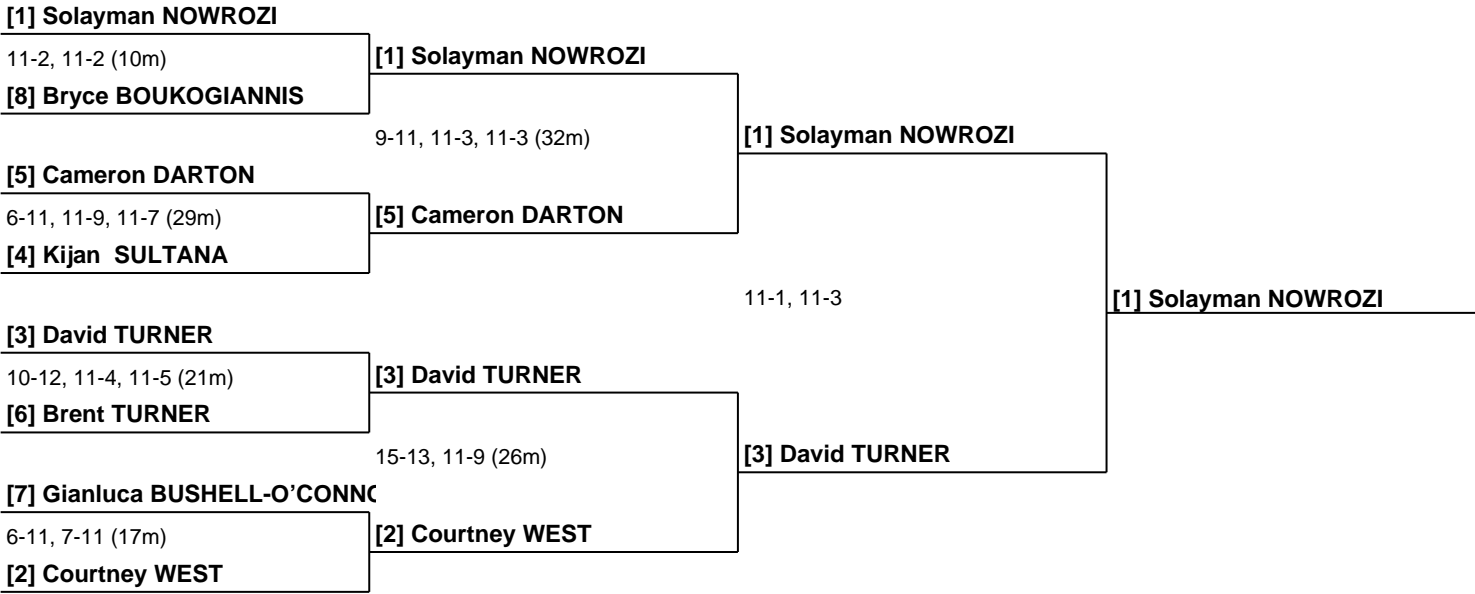 [1] Solayman NOWROZI
11-2, 11-2 (10m)
[8] Bryce BOUKOGIANNIS
[5] Cameron DARTON
6-11, 11-9, 11-7 (29m)
[4] Kijan  SULTANA
[3] David TURNER
10-12, 11-4, 11-5 (21m)
[6] Brent TURNER
[7] Gianluca BUSHELL-O’CONN
6-11, 7-11 (17m)
[2] Courtney WEST
[1] Solayman NOWROZI
9-11, 11-3, 11-3 (32m)
[5] Cameron DARTON
[3] David TURNER
15-13, 11-9 (26m)
[2] Courtney WEST
[1] Solayman NOWROZI
11-1, 11-3
[3] David TURNER
[1] Solayman NOWROZI